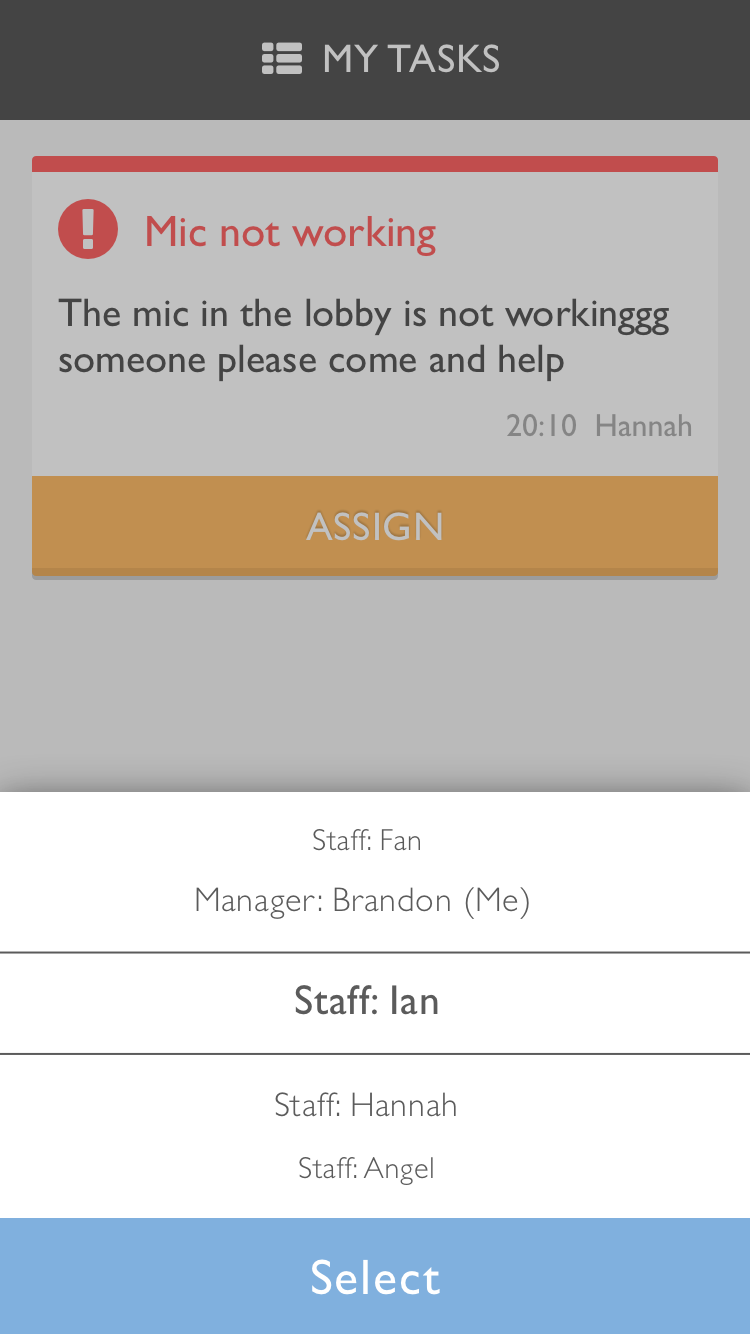 MY TASKS
Mic not working
The mic in the lobby is not workinggg
someone please come and help
20:10 Hannah
ASSIGN
Staff: Fan
Manager: Brandon (Me)
Staff: Ian
Staff: Hannah
Staff: Angel
Select